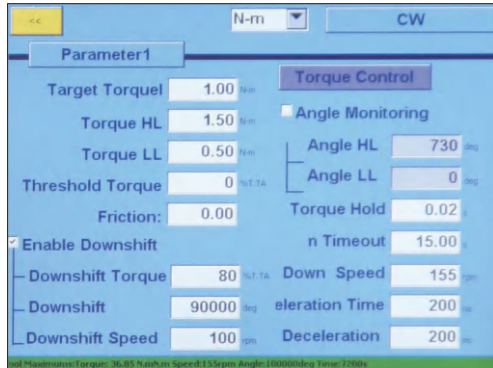 <<
N-m
CW
Parameter1
Torque Control
Target Torquel 1.00 N-m
Torque HL 1.50 N-m
Torque LL 0.50 N-m
Threshold Torque 0 %T.TA
Friction: 0.00
Enable Downshift
Downshift Torque 80 %T.TA
Downshift 90000 deg
Downshift Speed 100 rpm
Angle Monitoring
Angle HL 730 deg
Angle LL 0 deg
Torque Hold 0.02 s
n Timeout 15.00 s
Down Speed 155 rpm
eleration Time 200 ms
Deceleration 200 ms
ool Maximums:Torque: 36.85 N.mN.m Speed:155rpm Angle:100000deg Time:7200s